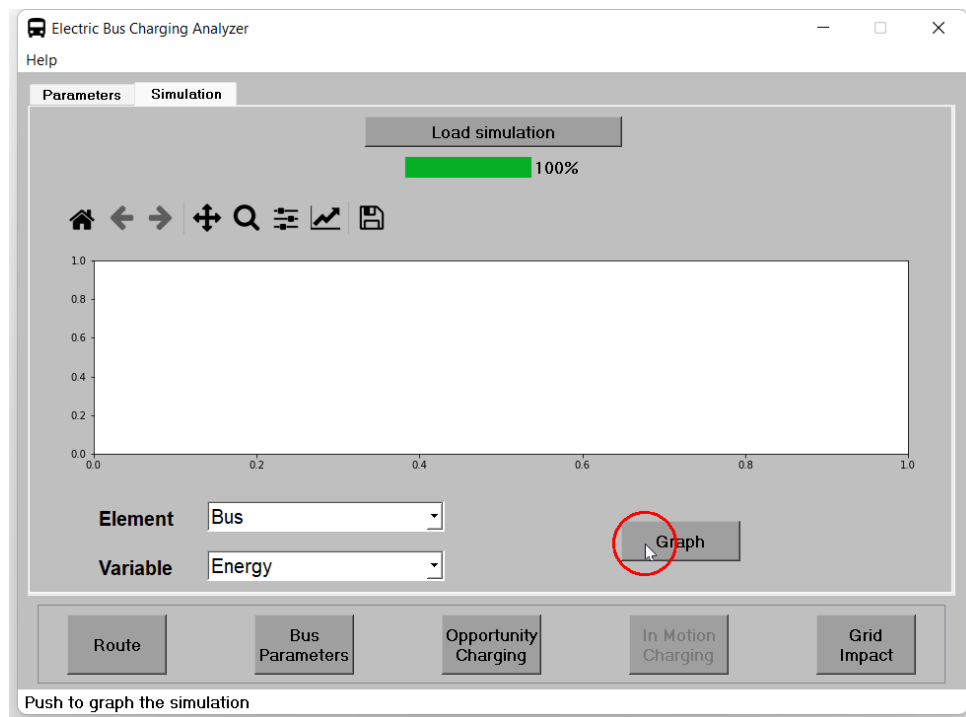 Electric Bus Charging Analyzer
Help
Parameters Simulation
Load simulation
100%
1.0
0.8
0.6
0.4
0.2
0.0
0.0 0.2 0.4 0.6 0.8 1.0
Element Bus
Graph
Variable Energy
Route
Bus
Parameters
Opportunity
Charging
In Motion
Charging
Grid
Impact
Push to graph the simulation